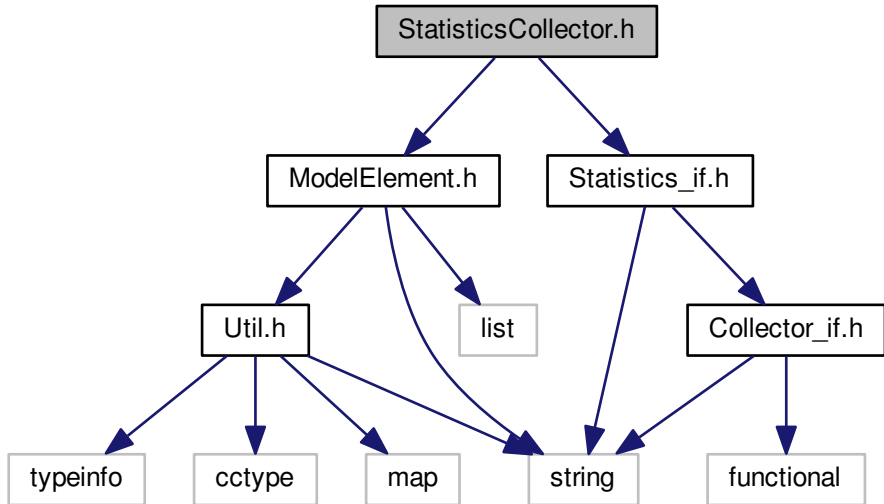 StatisticsCollector.h
ModelElement.h
Statistics_if.h
Util.h
list
Collector_if.h
typeinfo
cctype
map
string
functional